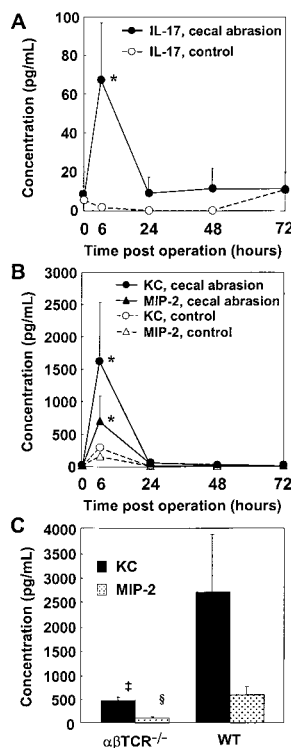 A
IL-17, cecal abrasion
IL-17, control
Concentration (pg/mL)
100
80
60
40
20
0
*
0 6 24 48 72
Time post operation (hours)
B
KC, cecal abrasion
MIP-2, cecal abrasion
KC, control
MIP-2, control
Concentration (pg/mL)
3000
2500
2000
1500
1000
500
0
*
*
0 6 24 48 72
Time post operation (hours)
C
KC
MIP-2
Concentration (pg/mL)
4000
3500
3000
2500
2000
1500
1000
500
0
‡
§
αβTCR-/- WT